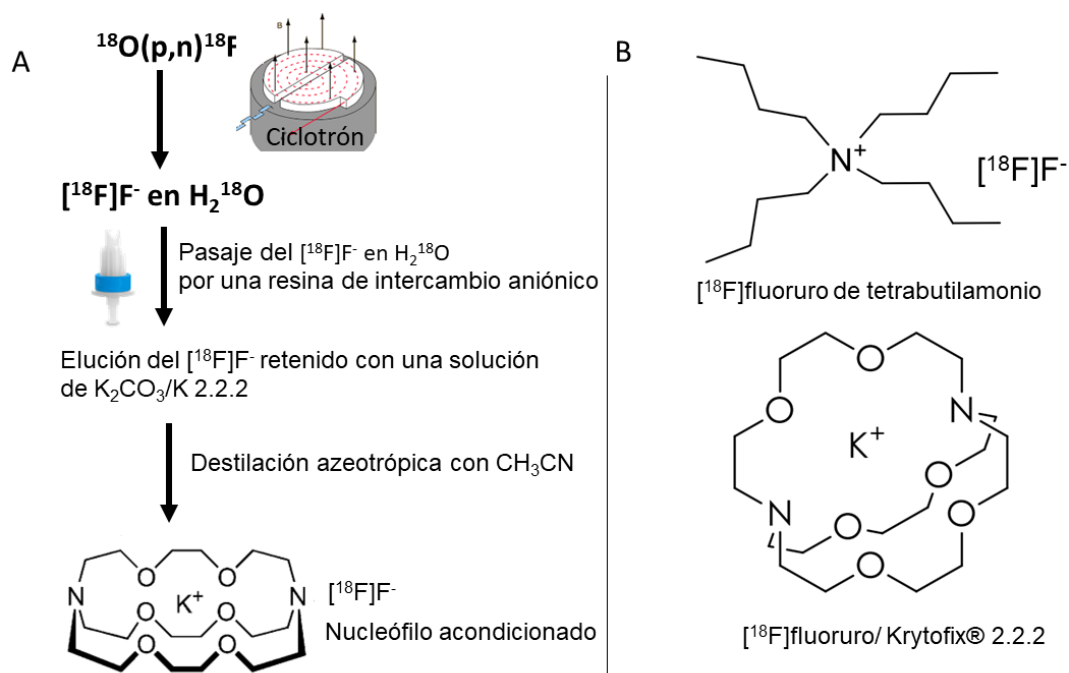 A
¹⁸O(p,n)¹⁸F
B
Ciclotrón
[¹⁸F]F⁻ en H₂¹⁸O
Pasaje del [¹⁸F]F⁻ en H₂¹⁸O
por una resina de intercambio aniónico
Elución del [¹⁸F]F⁻ retenido con una solución
de K₂CO₃/K 2.2.2
Destilación azeotrópica con CH₃CN
O
O
N
K⁺
N
O
O
O
O
[¹⁸F]F⁻
Nucleófilo acondicionado
B
N⁺
[¹⁸F]F⁻
[¹⁸F]fluoruro de tetrabutilamonio
O
O
N
K⁺
O
N
O
O
O
[¹⁸F]fluoruro/ Krytofix® 2.2.2